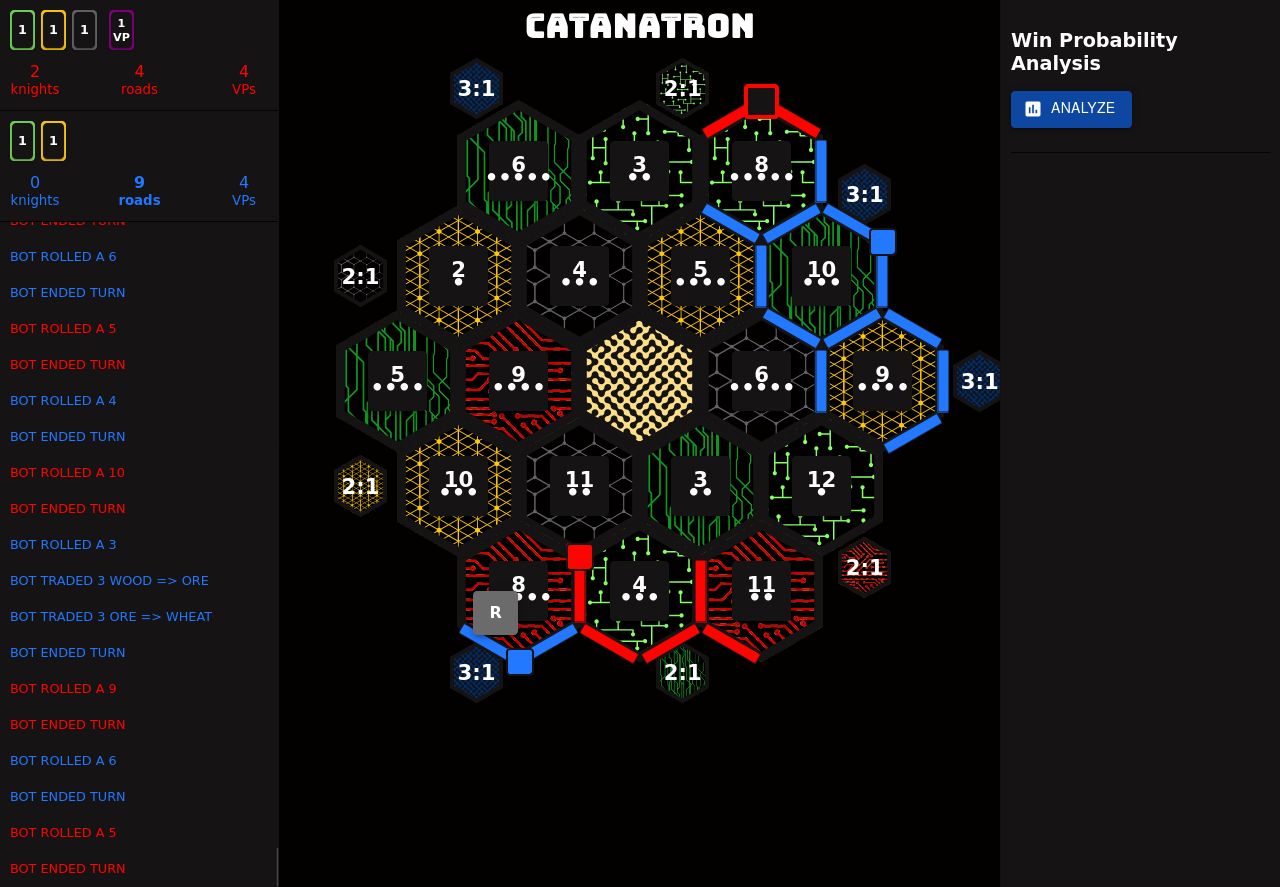 1 1 1 1 VP
2 4 4
knights roads VPs
1 1
0 9 4
knights roads VPs
BOT ENDED TURN
BOT ROLLED A 6
BOT ENDED TURN
BOT ROLLED A 5
BOT ENDED TURN
BOT ROLLED A 4
BOT ENDED TURN
BOT ROLLED A 10
BOT ENDED TURN
BOT ROLLED A 3
BOT TRADED 3 WOOD => ORE
BOT TRADED 3 ORE => WHEAT
BOT ENDED TURN
BOT ROLLED A 9
BOT ENDED TURN
BOT ROLLED A 6
BOT ENDED TURN
BOT ROLLED A 5
BOT ENDED TURN
CATANATRON
3:1 2:1
6 3 8
3:1
2:1 2 4 5 10
5 9 6 9 3:1
2:1 10 11 3 12
8 4 11 2:1
R
3:1 2:1
Win Probability
Analysis
ANALYZE